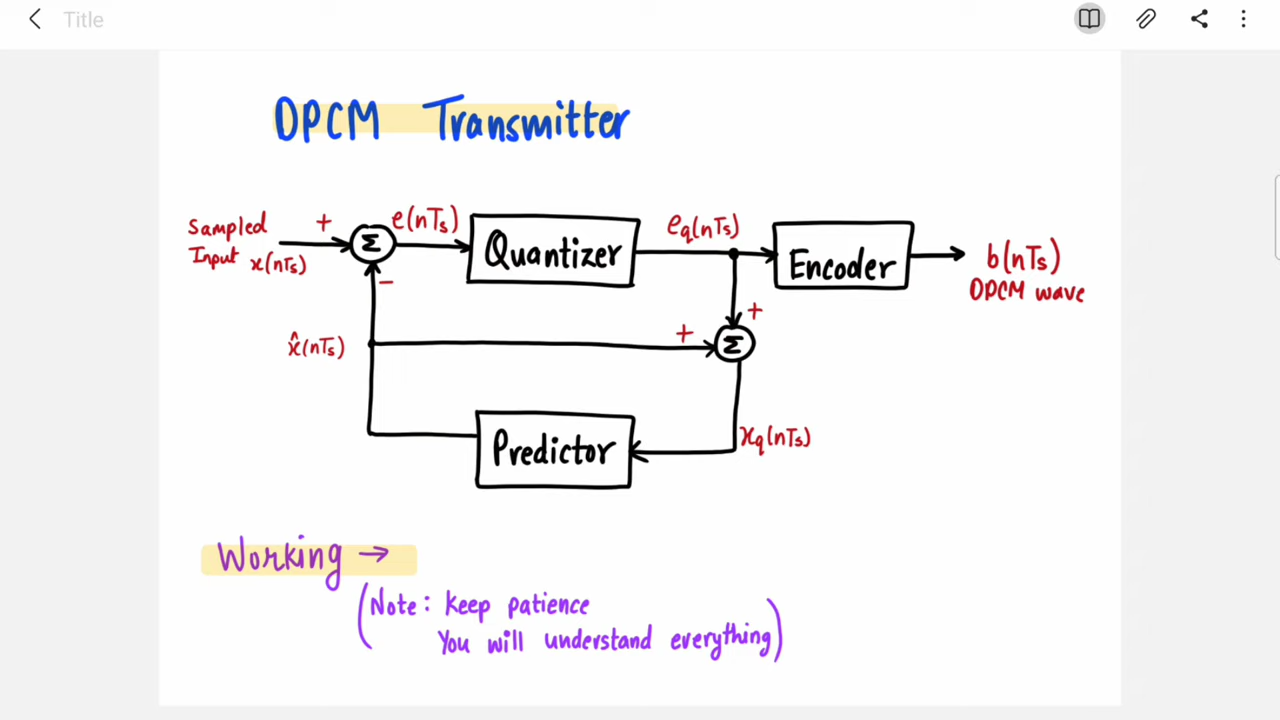 Title
DPCM Transmitter
Sampled
Input x(nTs)
+
Σ
e(nTs)
Quantizer
eq(nTs)
Encoder
b(nTs)
DPCM wave
-
+
x̂(nTs)
+
Σ
Predictor
xq(nTs)
Working →
(Note: Keep patience
You will understand everything)